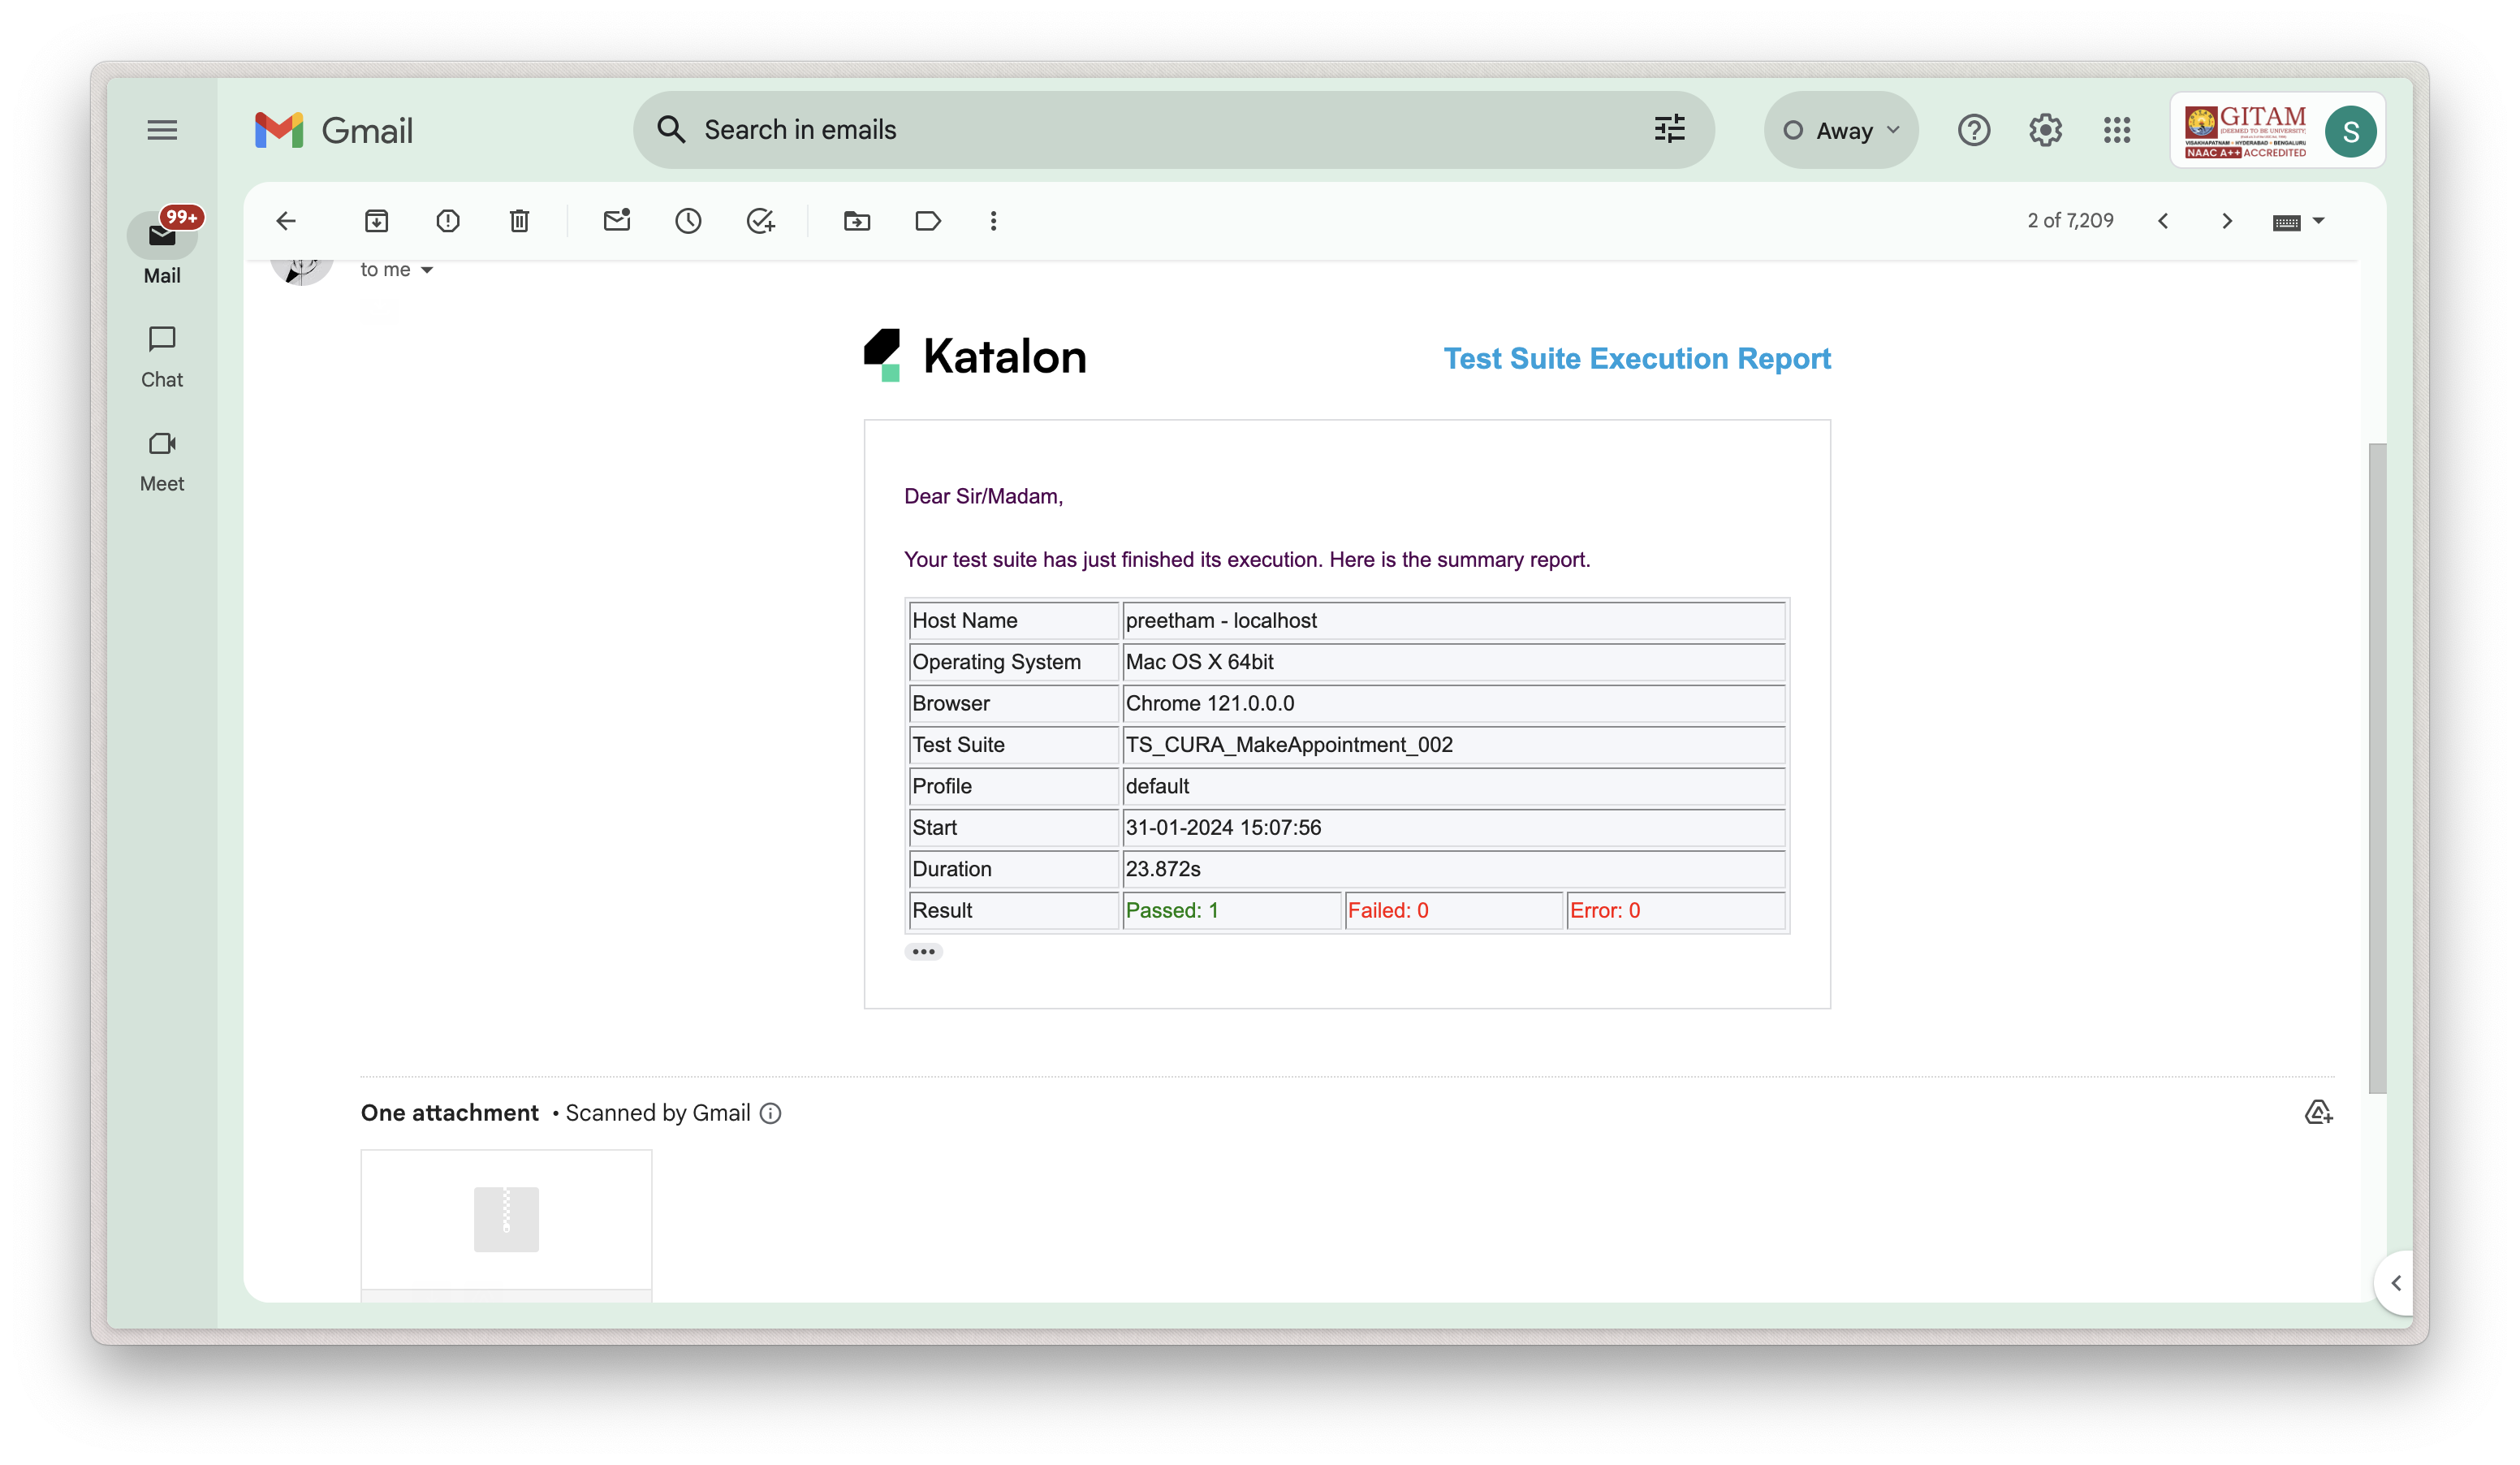 Gmail
Search in emails
Away
GITAM
(DEEMED TO BE UNIVERSITY)
VISAKHAPATNAM • HYDERABAD • BENGALURU
NAAC A++ ACCREDITED
S
99+
Mail
Chat
Meet
2 of 7,209
to me
Katalon
Test Suite Execution Report
Dear Sir/Madam,
Your test suite has just finished its execution. Here is the summary report.
Host Name preetham - localhost
Operating System Mac OS X 64bit
Browser Chrome 121.0.0.0
Test Suite TS_CURA_MakeAppointment_002
Profile default
Start 31-01-2024 15:07:56
Duration 23.872s
Result Passed: 1 Failed: 0 Error: 0
One attachment • Scanned by Gmail